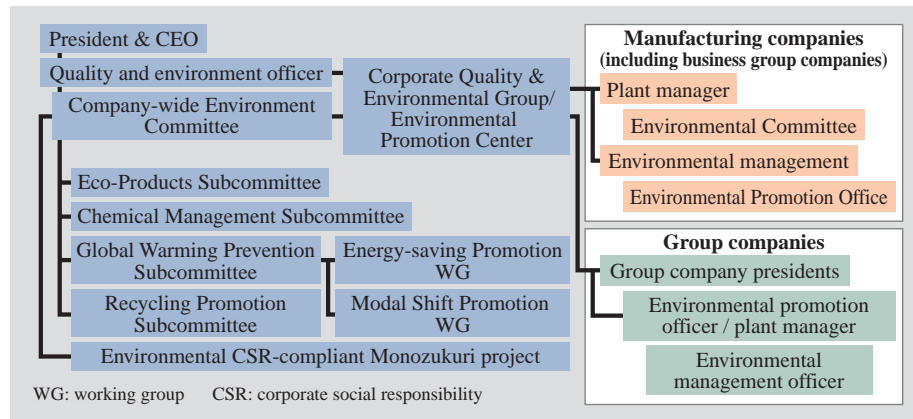 President & CEO
Quality and environment officer
Company-wide Environment
Committee
Corporate Quality &
Environmental Group/
Environmental
Promotion Center
Eco-Products Subcommittee
Chemical Management Subcommittee
Global Warming Prevention
Subcommittee
Energy-saving Promotion
WG
Recycling Promotion
Subcommittee
Modal Shift Promotion
WG
Environmental CSR-compliant Monozukuri project
WG: working group CSR: corporate social responsibility
Manufacturing companies
(including business group companies)
Plant manager
Environmental Committee
Environmental management
Environmental Promotion Office
Group companies
Group company presidents
Environmental promotion
officer / plant manager
Environmental
management officer